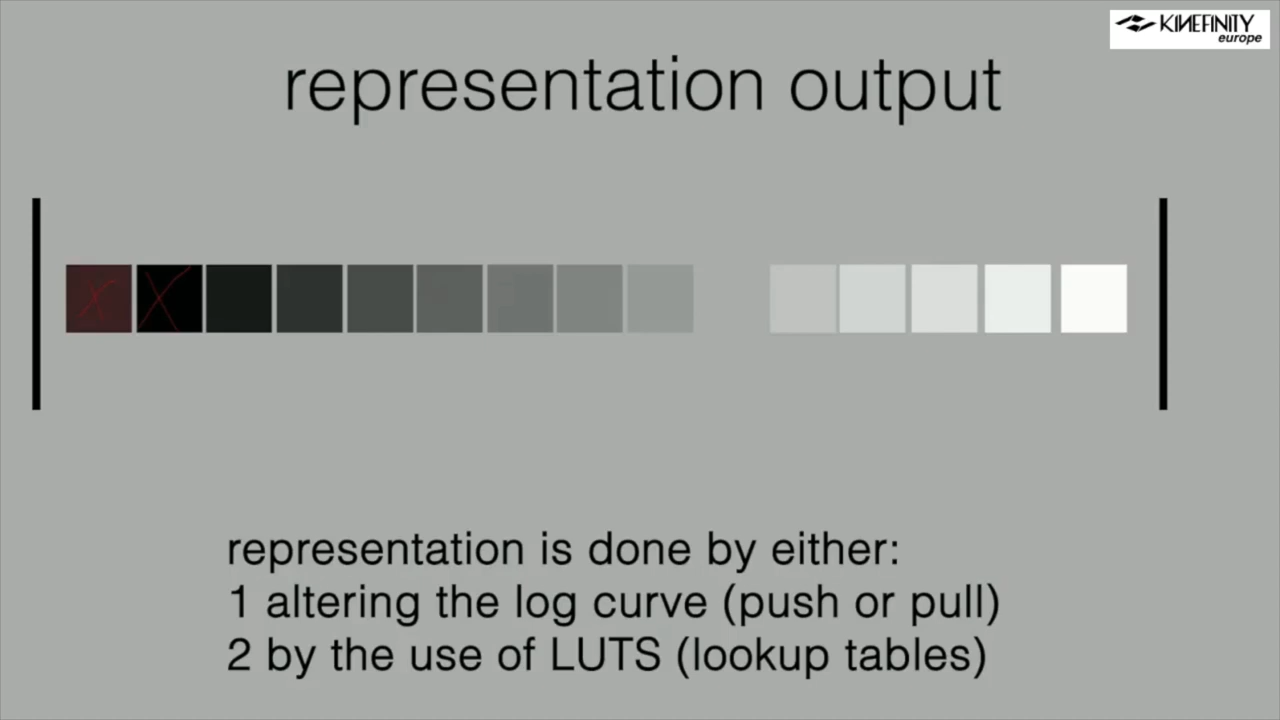 KINEFINITY
europe
representation output
representation is done by either:
1 altering the log curve (push or pull)
2 by the use of LUTS (lookup tables)